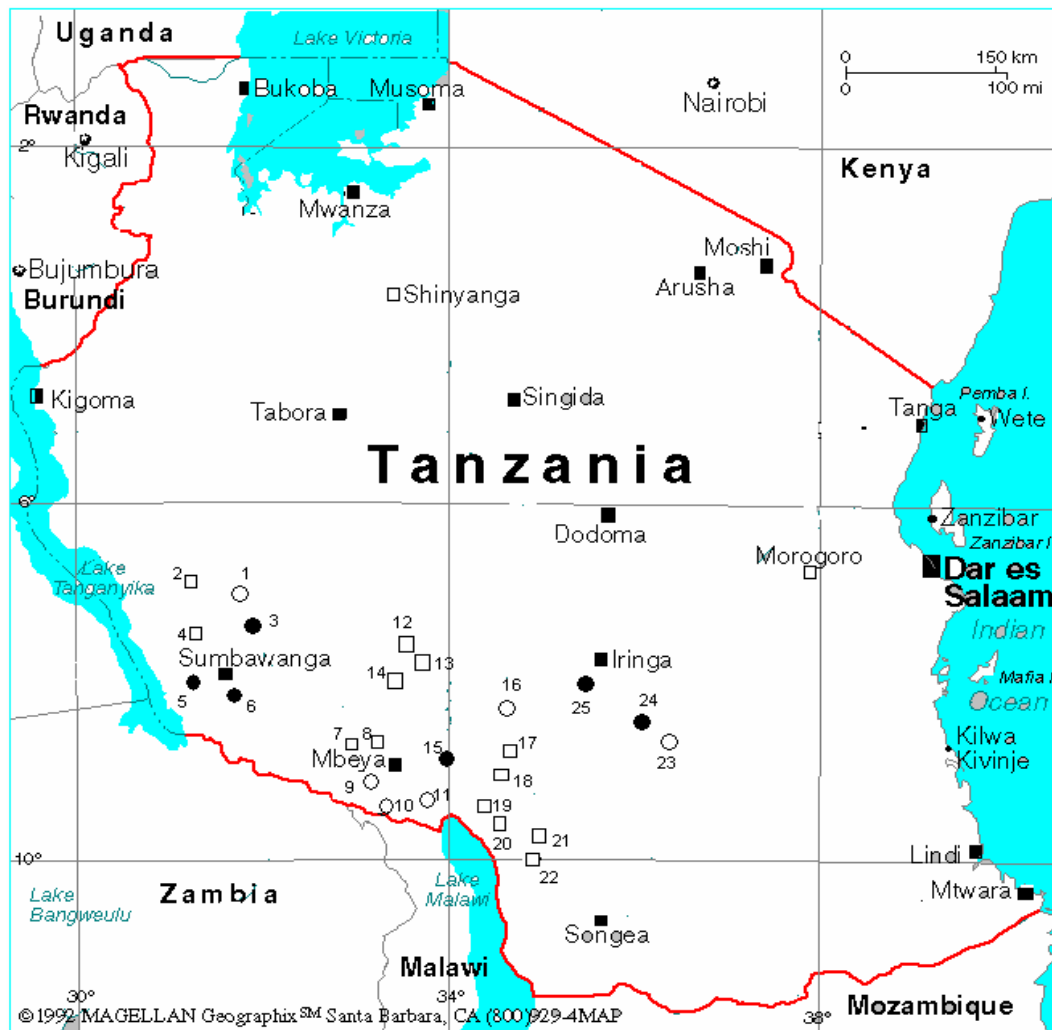 Uganda
Lake Victoria
0 150 km
0 100 mi
Bukoba
Musoma
Nairobi
Rwanda
Kigali
2°
Kenya
Mwanza
Moshi
Bujumbura
Burundi
Arusha
Shinyanga
Kigoma
Tabora
Singida
Tanga
Pemba I.
Wete
Tanzania
6°
Dodoma
Zanzibar
Zanzibar I
Morogoro
Dar es
Salaam
Lake
Tanganyika
2
1
3
4
Sumbawanga
5
6
12
13
14
Indian
Ocean
Mafia I
Iringa
16
25
24
23
7
8
Mbeya
15
17
18
9
10
11
19
20
21
22
Kilwa
Kivinje
10°
Lindi
Mtwara
Zambia
Lake
Bangweulu
Lake
Malawi
Songea
Malawi
Mozambique
30°
34°
38°
©1992 MAGELLAN Geographix SM Santa Barbara, CA (800) 929-4MAP